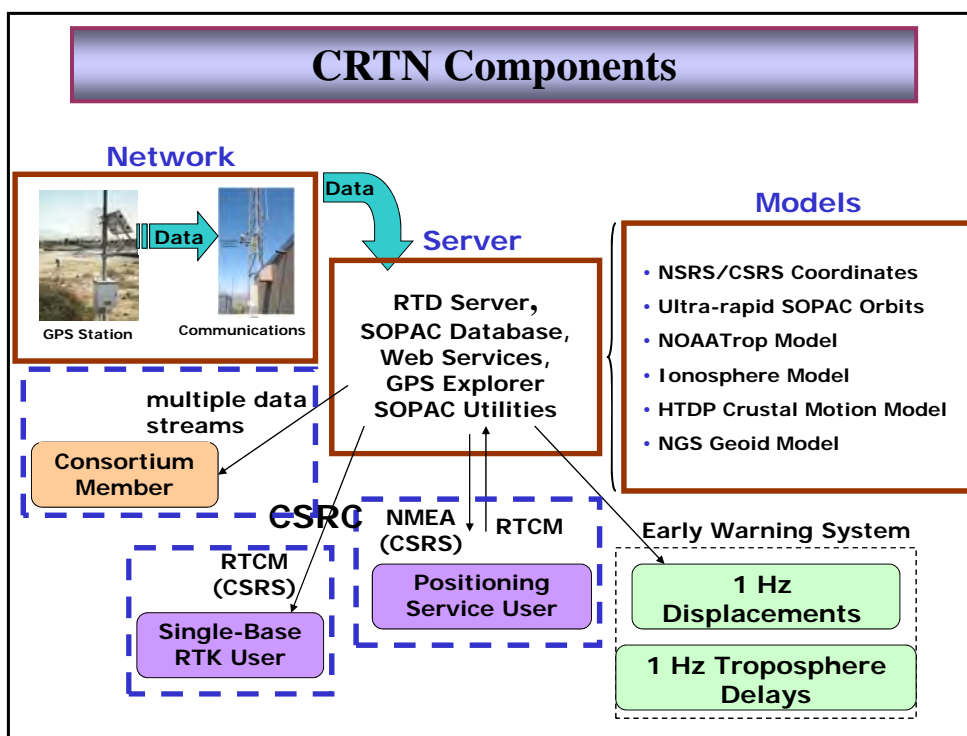 CRTN Components
Network
Data
GPS Station
Data
Communications
Server
RTD Server,
SOPAC Database,
Web Services,
GPS Explorer
SOPAC Utilities
Models
• NSRS/CSRS Coordinates
• Ultra-rapid SOPAC Orbits
• NOAATrop Model
• Ionosphere Model
• HTDP Crustal Motion Model
• NGS Geoid Model
multiple data
streams
Consortium
Member
CSRC
RTCM
(CSRS)
Single-Base
RTK User
NMEA
(CSRS)
RTCM
Positioning
Service User
Early Warning System
1 Hz
Displacements
1 Hz Troposphere
Delays